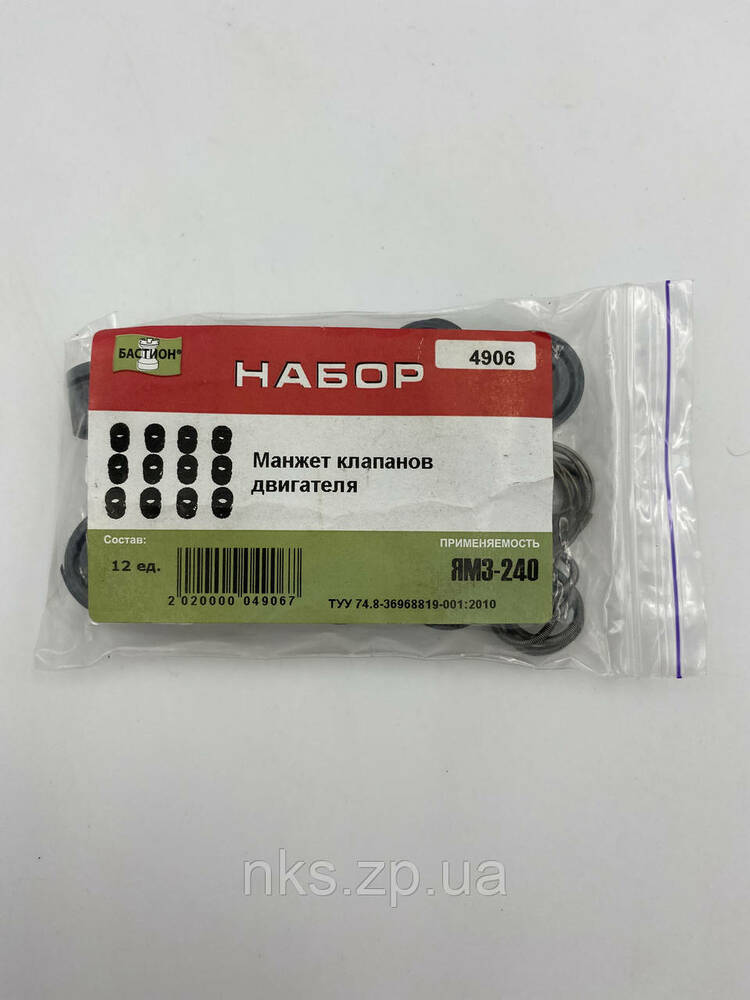 БАСТИОН®
НАБОР
4906
Манжет клапанов
двигателя
Состав:
12 ед.
2 020000 049067
ПРИМЕНЯЕМОСТЬ
ЯМЗ-240
ТУУ 74.8-36968819-001:2010
nks.zp.ua